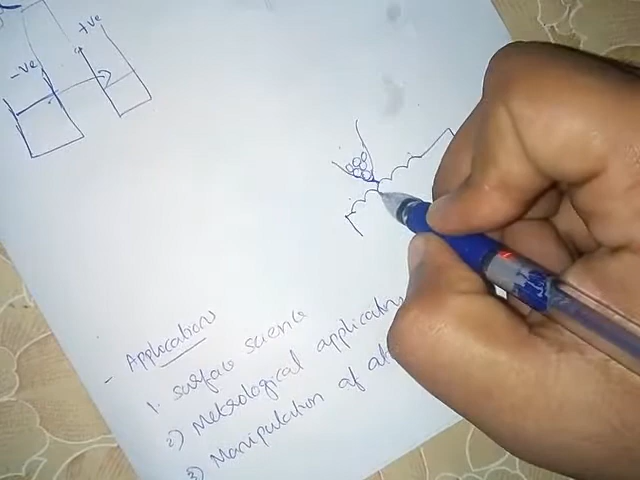 +ve
-ve
- Applications
1. Surface science
2) Metrological applications
3) Manipulation of